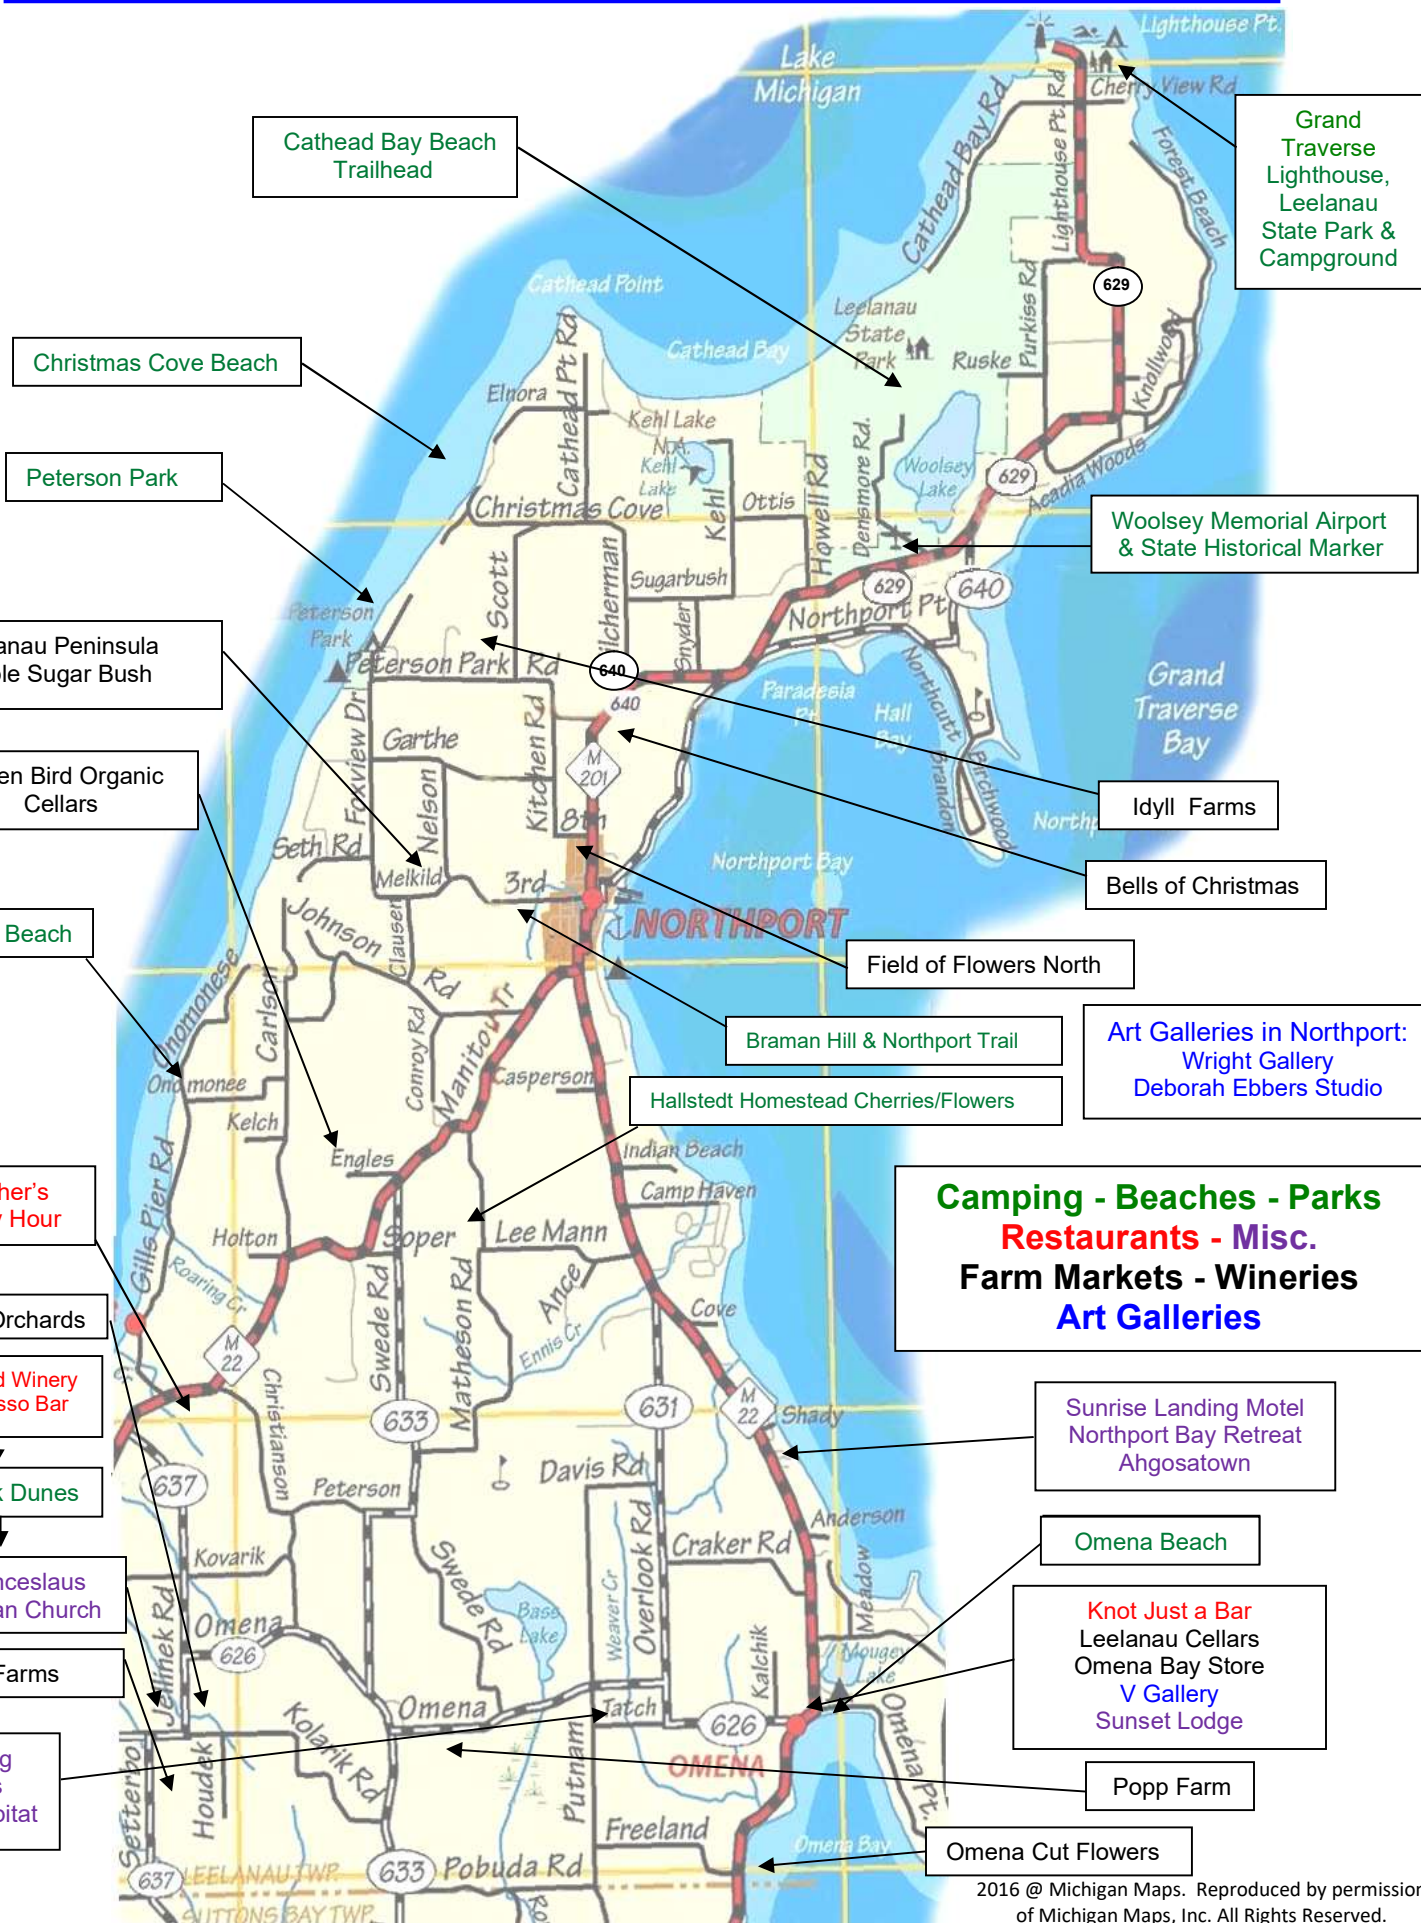 Lighthouse Pt.
Lake
Michigan
Cherry View Rd
Cathead Bay Rd
Lighthouse Pt. Rd
Forest Beach
Grand
Traverse
Lighthouse,
Leelanau
State Park &
Campground
Cathead Bay Beach
Trailhead
629
Cathead Point
Leelanau
State
Park
Purkiss Rd
Ruske
Knollwood
Cathead Bay
Christmas Cove Beach
Elnora
Cathead Pt Rd
Kehl Lake
N.A.
Kehl
Lake
Densmore Rd.
Woolsey
Lake
629
Acadia Woods
Peterson Park
Christmas Cove
Kehl
Ottis
Howell Rd
Woolsey Memorial Airport
& State Historical Marker
Scott
Sugarbush
629
640
Northport Pt
Snyder
Peterson
Park
Peterson Park Rd
640
640
anau Peninsula
le Sugar Bush
Paradesia
Pt
Hall
Bay
Northcutt
Brandon
Birchwood
Grand
Traverse
Bay
Foxview Dr
Garthe
Kitchen Rd
M
201
Nelson
8th
en Bird Organic
Cellars
Idyll Farms
Northp
Seth Rd
Melkild
3rd
Northport Bay
Bells of Christmas
Johnson
Rd
Clausen
NORTHPORT
Beach
Field of Flowers North
Onomonese
Carlson
Conroy Rd
Manitou Tr
Braman Hill & Northport Trail
Art Galleries in Northport:
Wright Gallery
Deborah Ebbers Studio
Casperson
Hallstedt Homestead Cherries/Flowers
Kelch
Engles
Indian Beach
Camp Haven
her's
Hour
Camping - Beaches - Parks
Restaurants - Misc.
Farm Markets - Wineries
Art Galleries
Gills Pier Rd
Holton
Soper
Lee Mann
Roaring Cr
Swede Rd
Matheson Rd
Ance
Ennis Cr
Cove
Orchards
M
22
d Winery
sso Bar
Christianson
633
631
M
22
Shady
Sunrise Landing Motel
Northport Bay Retreat
Ahgosatown
637
Peterson
Davis Rd
k Dunes
Anderson
Omena Beach
Kovarik
Swede Rd
Craker Rd
Overlook Rd
Meadow
nceslaus
an Church
Jelinek Rd
Omena
626
Bass
Lake
Weaver Cr
Kalchik
Mougey
Lake
Knot Just a Bar
Leelanau Cellars
Omena Bay Store
V Gallery
Sunset Lodge
Farms
Kolarik Rd
Omena
Tatch
626
OMENA
Omena Pt.
g
s
itat
Setterbo
Houdek
Putnam
Popp Farm
Freeland
Omena Bay
Omena Cut Flowers
637
LEELANAU TWP.
SUTTONS BAY TWP.
633
Pobuda Rd
2016 @ Michigan Maps. Reproduced by permission
of Michigan Maps, Inc. All Rights Reserved.